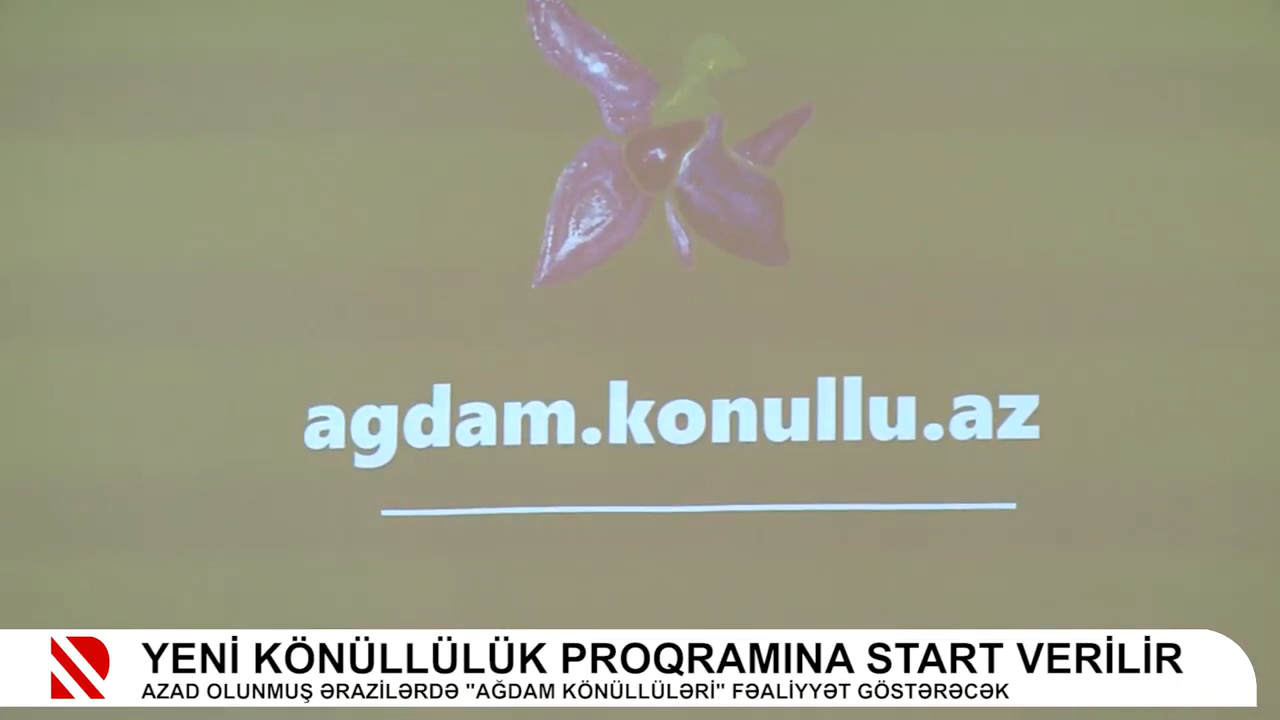 agdam.konullu.az
YENİ KÖNÜLLÜLÜK PROQRAMINA START VERİLİR
AZAD OLUNMUŞ ƏRAZİLƏRDƏ "AĞDAM KÖNÜLLÜLƏRİ" FƏALİYYƏT GÖSTƏRƏCƏK